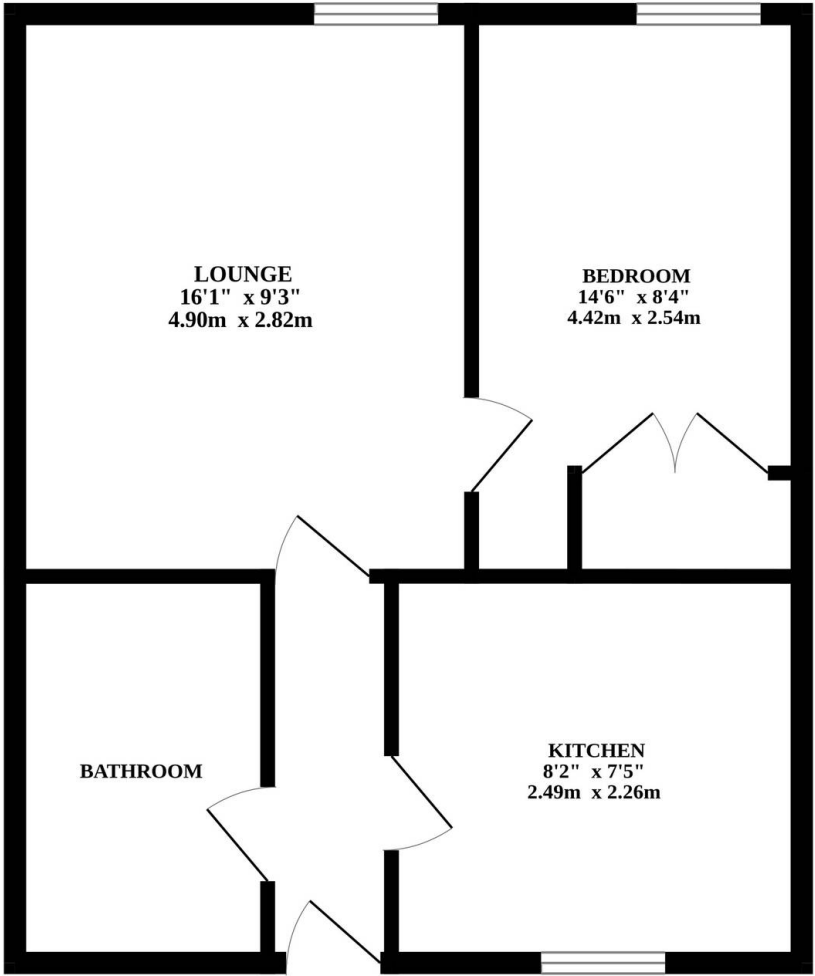 LOUNGE
16'1" x 9'3"
4.90m x 2.82m
BEDROOM
14'6" x 8'4"
4.42m x 2.54m
BATHROOM
KITCHEN
8'2" x 7'5"
2.49m x 2.26m